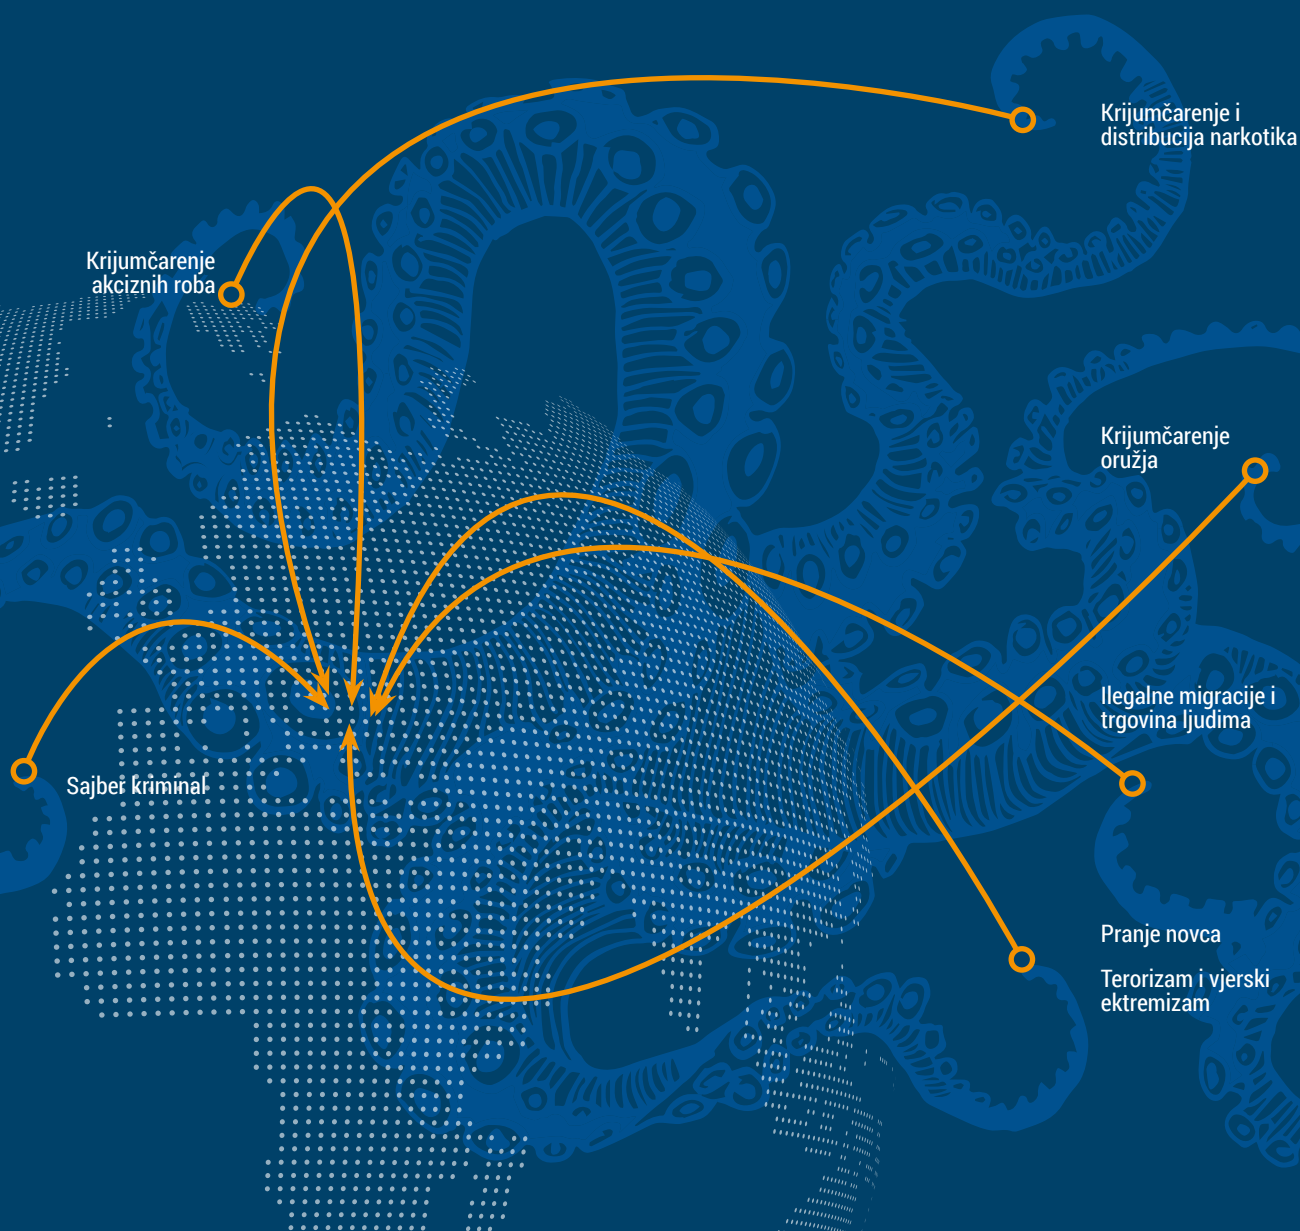 Krijumčarenje i
distribucija narkotika
Krijumčarenje
akciznih roba
Krijumčarenje
oružja
Ilegalne migracije i
trgovina ljudima
Sajber kriminal
Pranje novca
Terorizam i vjerski
ektremizam